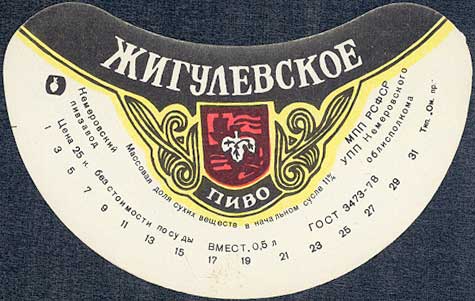 ЖИГУЛЕВСКОЕ
ПИВО
Массовая доля сухих веществ в начальном сусле 11%
Кемеровский
пивзавод
Цена 25 к. без стоимости посуды
ВМЕСТ. 0,5 л
МПП РСФСР
УПП Кемеровского
облисполкома
ГОСТ 3473-78
1 3 5 7 9 11 13 15 17 19 21 23 25 27 29 31